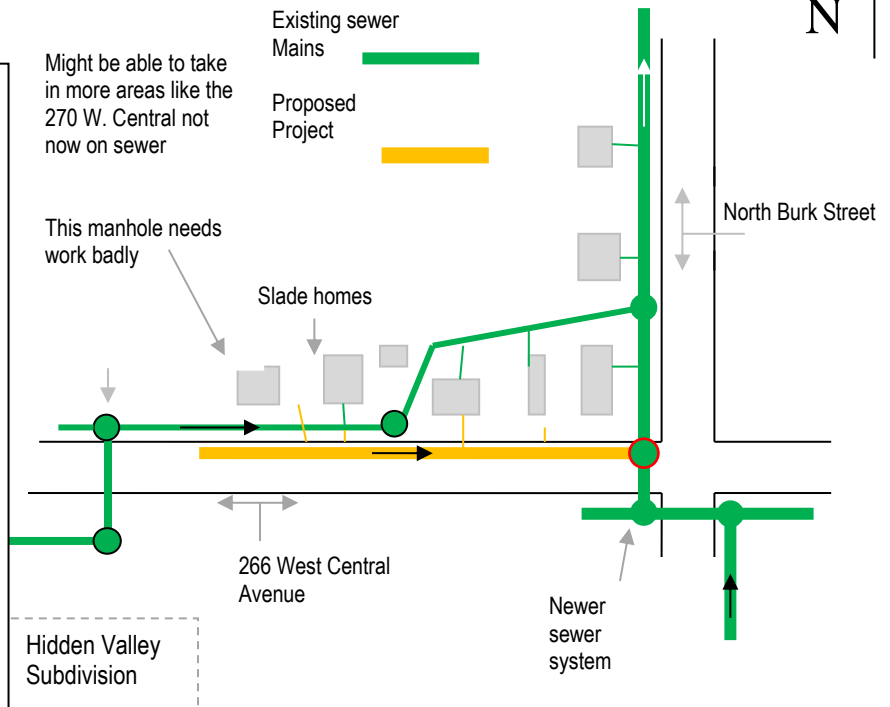 N
Existing sewer
Mains
Might be able to take
in more areas like the
270 W. Central not
now on sewer
Proposed
Project
North Burk Street
This manhole needs
work badly
Slade homes
266 West Central
Avenue
Newer
sewer
system
Hidden Valley
Subdivision